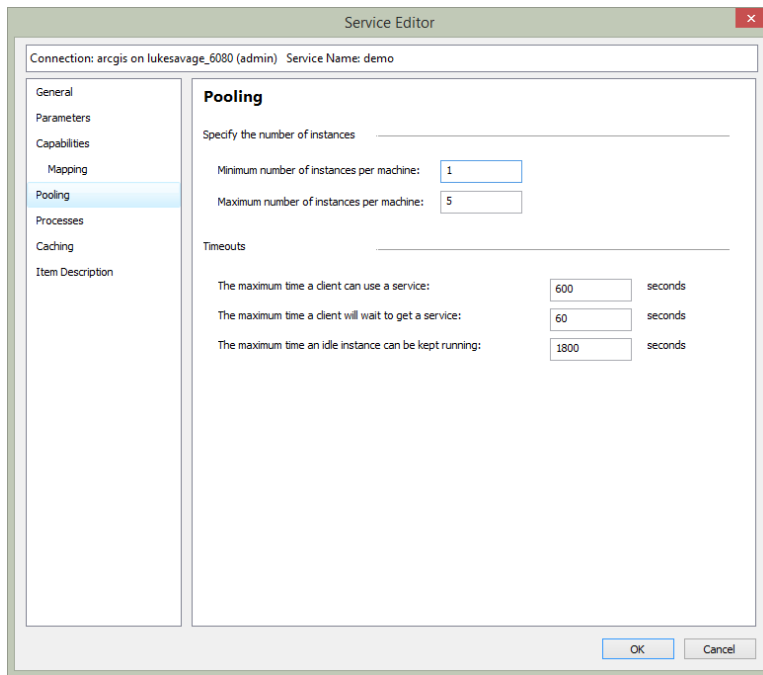 Service Editor
Connection: arcgis on lukesavage_6080 (admin) Service Name: demo
General
Parameters
Capabilities
Mapping
Pooling
Processes
Caching
Item Description
Pooling
Specify the number of instances
Minimum number of instances per machine: 1
Maximum number of instances per machine: 5
Timeouts
The maximum time a client can use a service: 600 seconds
The maximum time a client will wait to get a service: 60 seconds
The maximum time an idle instance can be kept running: 1800 seconds
OK Cancel